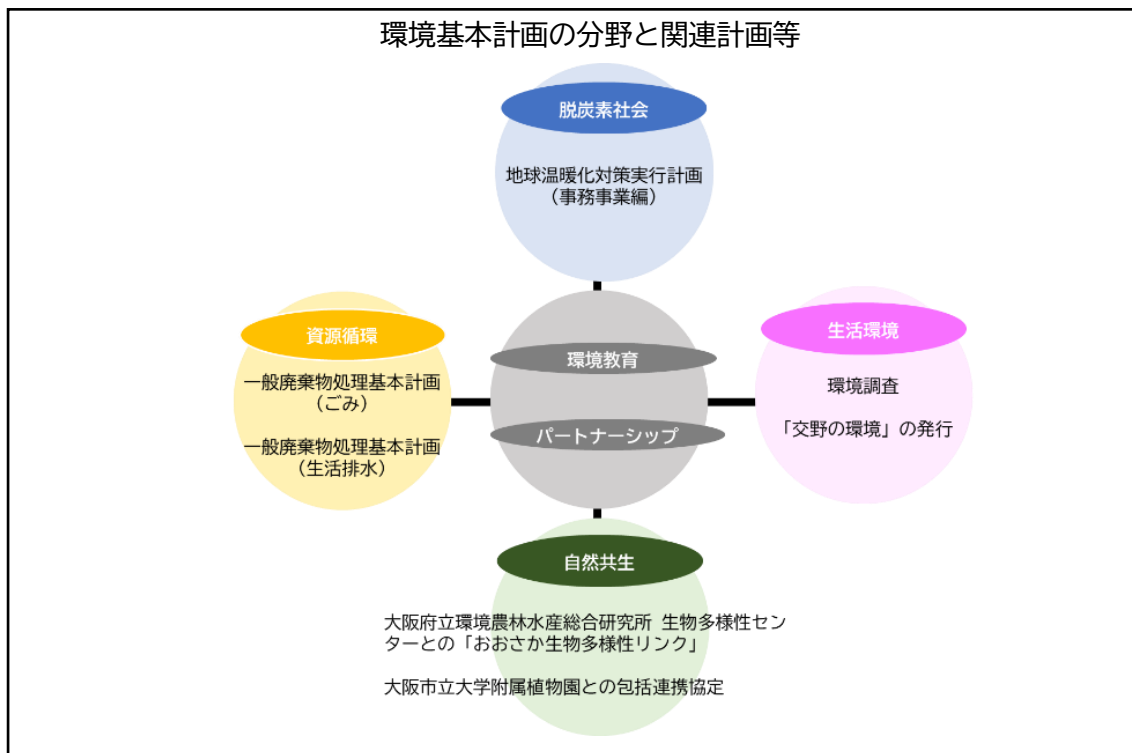 環境基本計画の分野と関連計画等
脱炭素社会
地球温暖化対策実行計画
（事務事業編）
資源循環
一般廃棄物処理基本計画
（ごみ）
一般廃棄物処理基本計画
（生活排水）
環境教育
パートナーシップ
生活環境
環境調査
「交野の環境」の発行
自然共生
大阪府立環境農林水産総合研究所 生物多様性セン
ターとの「おおさか生物多様性リンク」
大阪市立大学附属植物園との包括連携協定